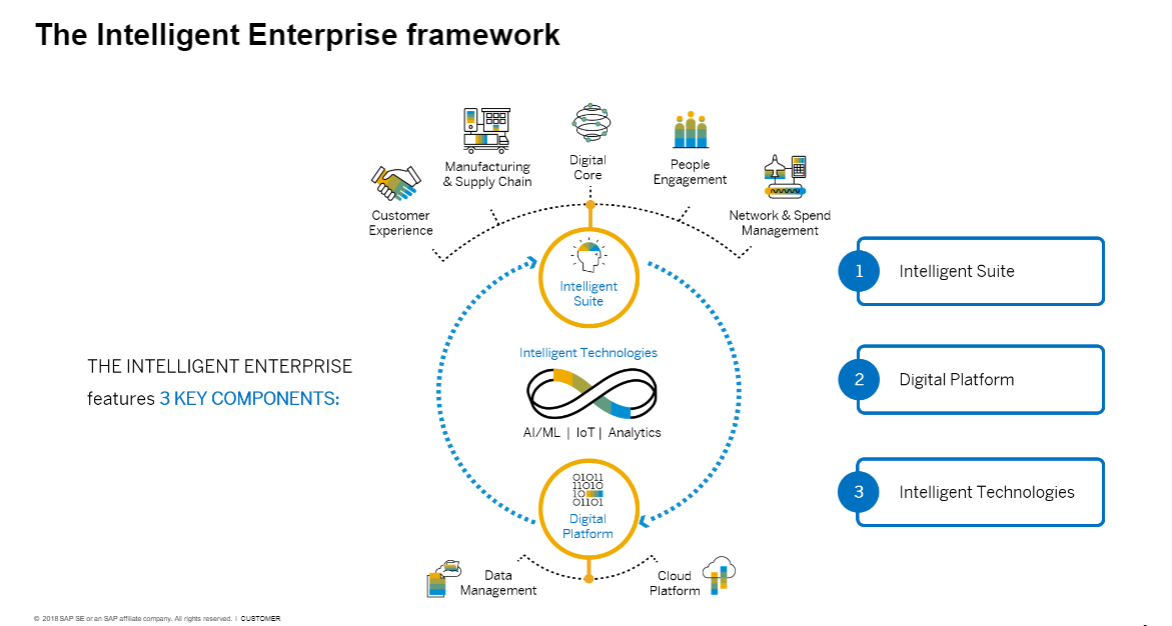 The Intelligent Enterprise framework
Digital
Core
Manufacturing
& Supply Chain
People
Engagement
Customer
Experience
Network & Spend
Management
Intelligent
Suite
THE INTELLIGENT ENTERPRISE
features 3 KEY COMPONENTS:
Intelligent Technologies
AI/ML | IoT | Analytics
01011
11010
10
01101
Digital
Platform
Data
Management
Cloud
Platform
1 Intelligent Suite
2 Digital Platform
3 Intelligent Technologies
© 2018 SAP SE or an SAP affiliate company. All rights reserved. | CUSTOMER